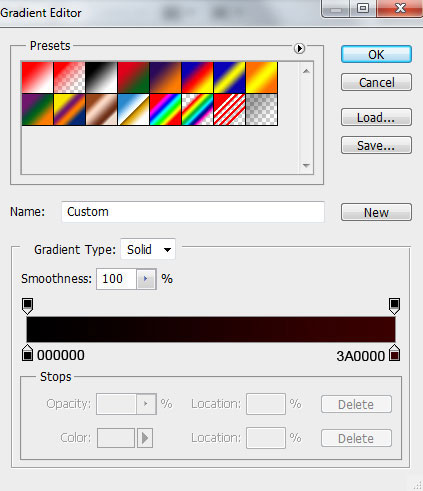 Gradient Editor
Presets
OK
Cancel
Load...
Save...
Name: Custom New
Gradient Type: Solid
Smoothness: 100 %
000000 3A0000
Stops
Opacity: % Location: % Delete
Color: Location: % Delete